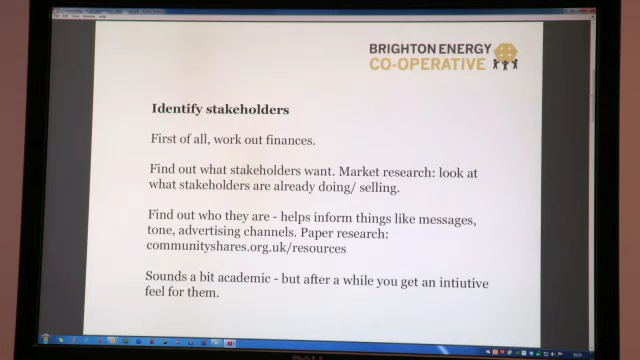 BRIGHTON ENERGY
CO-OPERATIVE
Identify stakeholders
First of all, work out finances.
Find out what stakeholders want. Market research: look at
what stakeholders are already doing/ selling.
Find out who they are - helps inform things like messages,
tone, advertising channels. Paper research:
communityshares.org.uk/resources
Sounds a bit academic - but after a while you get an intiutive
feel for them.